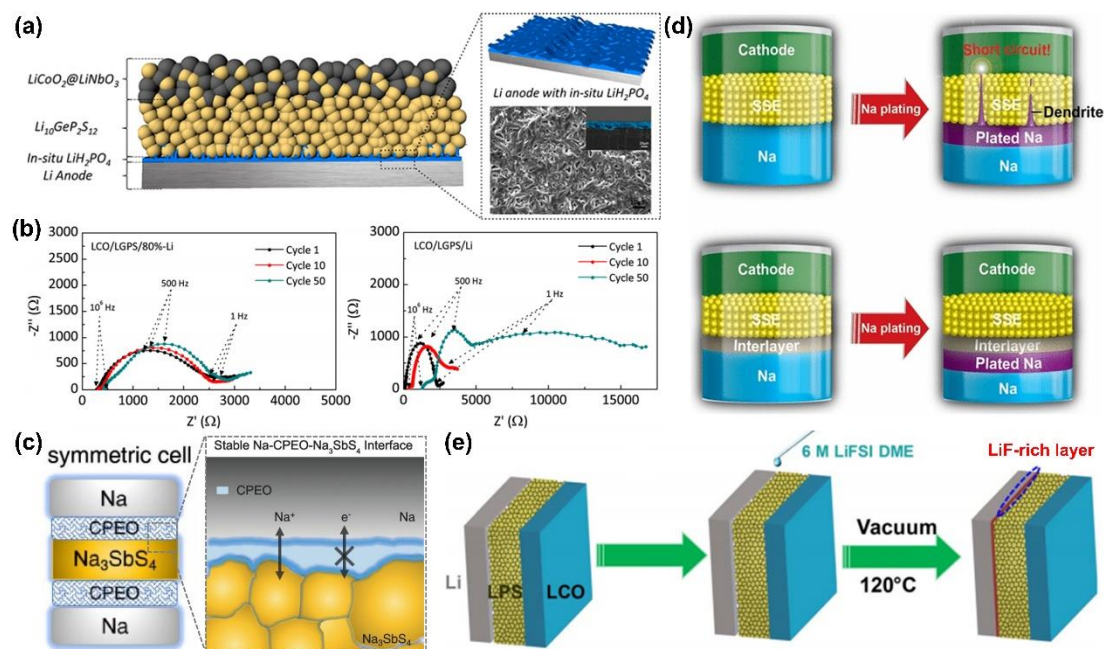 (a)
LiCoO₂@LiNbO₃
Li₁₀GeP₂S₁₂
In-situ LiH₂PO₄
Li Anode
Li anode with in-situ LiH₂PO₄
(b)
LCO/LGPS/80%-Li
Cycle 1
Cycle 10
Cycle 50
10⁶ Hz
500 Hz
1 Hz
-Z'' (Ω)
3000
2500
2000
1500
1000
500
0
0 1000 2000 3000 4000 5000 6000
Z' (Ω)
LCO/LGPS/Li
Cycle 1
Cycle 10
Cycle 50
10⁶ Hz
500 Hz
1 Hz
-Z'' (Ω)
3000
2500
2000
1500
1000
500
0
0 5000 10000 15000
Z' (Ω)
(c)
symmetric cell
Na
CPEO
Na₃SbS₄
CPEO
Na
Stable Na-CPEO-Na₃SbS₄ Interface
CPEO
Na⁺
e⁻
Na
Na₃SbS₄
(d)
Cathode
SSE
Na
Na plating
Cathode
Short circuit!
SSE
Dendrite
Plated Na
Na
Cathode
SSE
Interlayer
Na
Na plating
Cathode
SSE
Interlayer
Plated Na
Na
(e)
Li
LPS
LCO
6 M LiFSI DME
Vacuum
120°C
LiF-rich layer